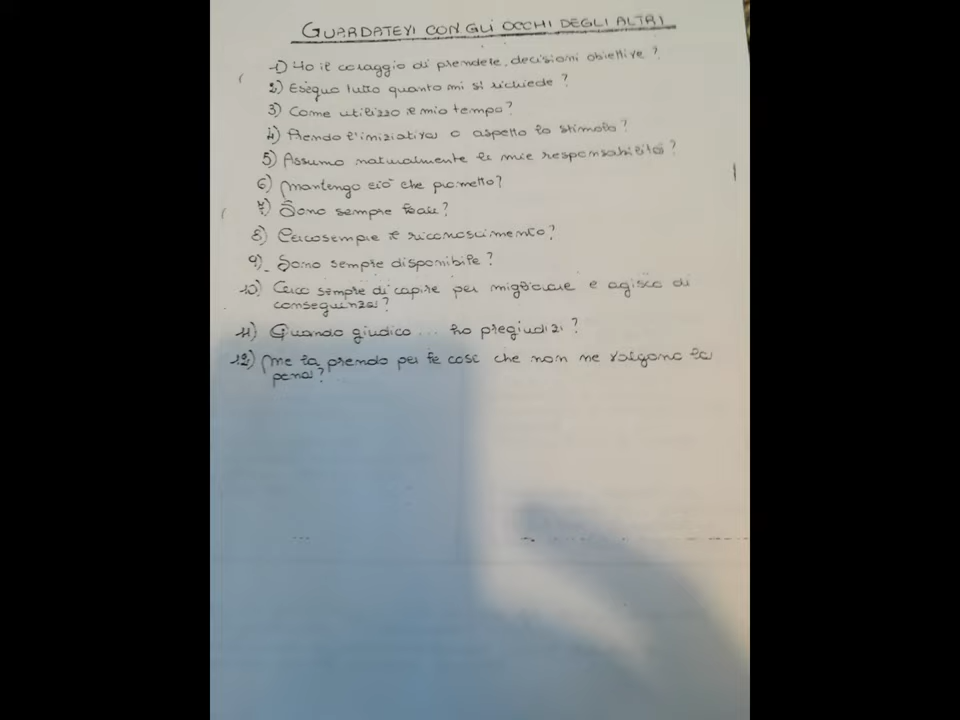 GUARDATEVI CON GLI OCCHI DEGLI ALTRI
1) Ho il coraggio di prendere decisioni obiettive?
2) Eseguo tutto quanto mi si richiede?
3) Come utilizzo il mio tempo?
4) Prendo l'iniziativa o aspetto lo stimolo?
5) Assumo naturalmente le mie responsabilità?
6) Mantengo ciò che prometto?
7) Sono sempre leale?
8) Cerco sempre il riconoscimento?
9) Sono sempre disponibile?
10) Cerco sempre di capire per migliorare e agisco di
conseguenza?
11) Quando giudico ... ho pregiudizi?
12) Me la prendo per le cose che non ne valgono la
pena?